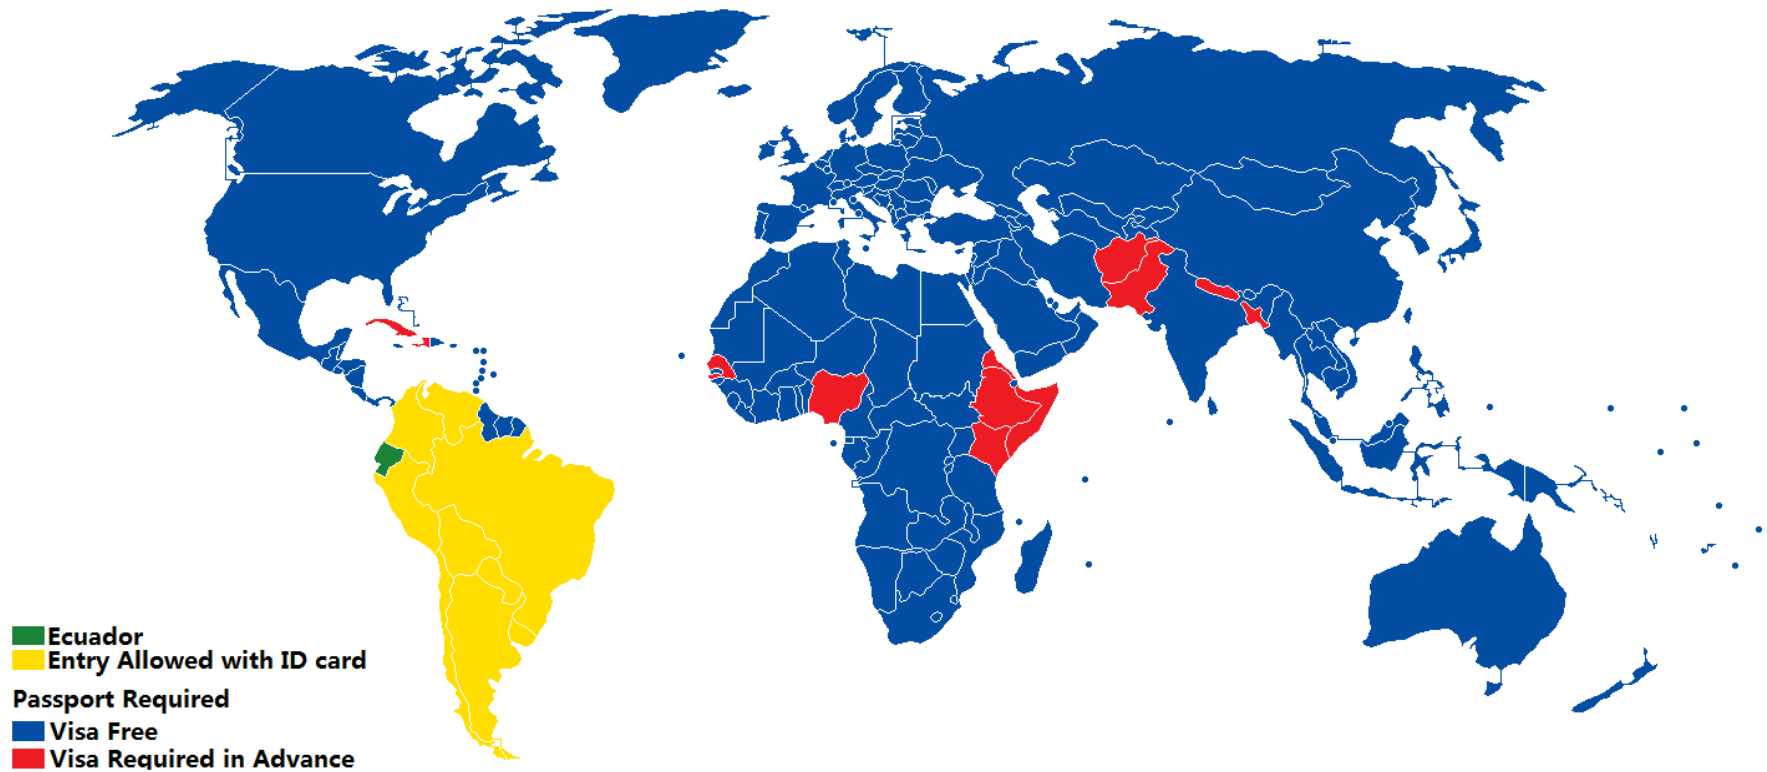 Ecuador
Entry Allowed with ID card
Passport Required
Visa Free
Visa Required in Advance